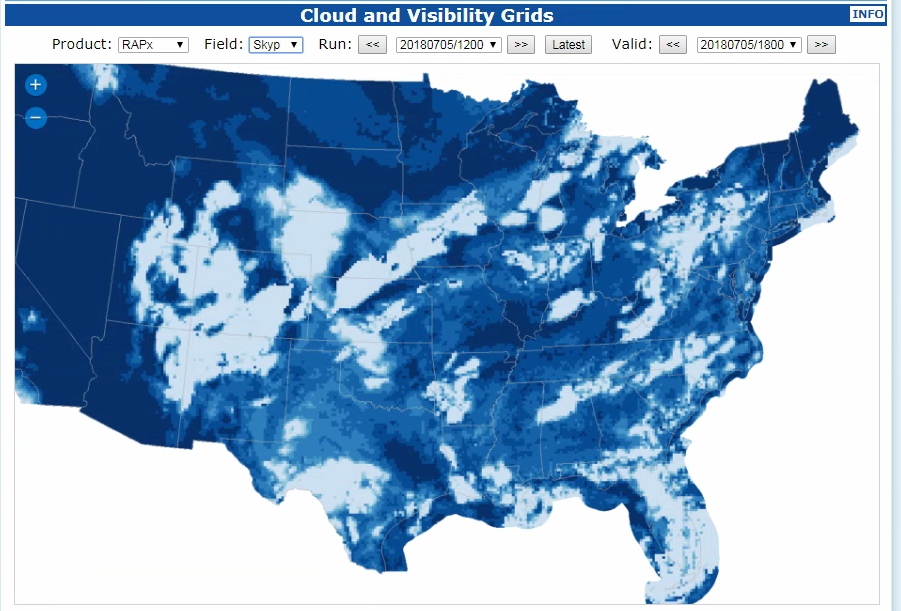 Cloud and Visibility Grids INFO
Product: RAPx Field: Skyp Run: << 20180705/1200 >> Latest Valid: << 20180705/1800 >>
+
−